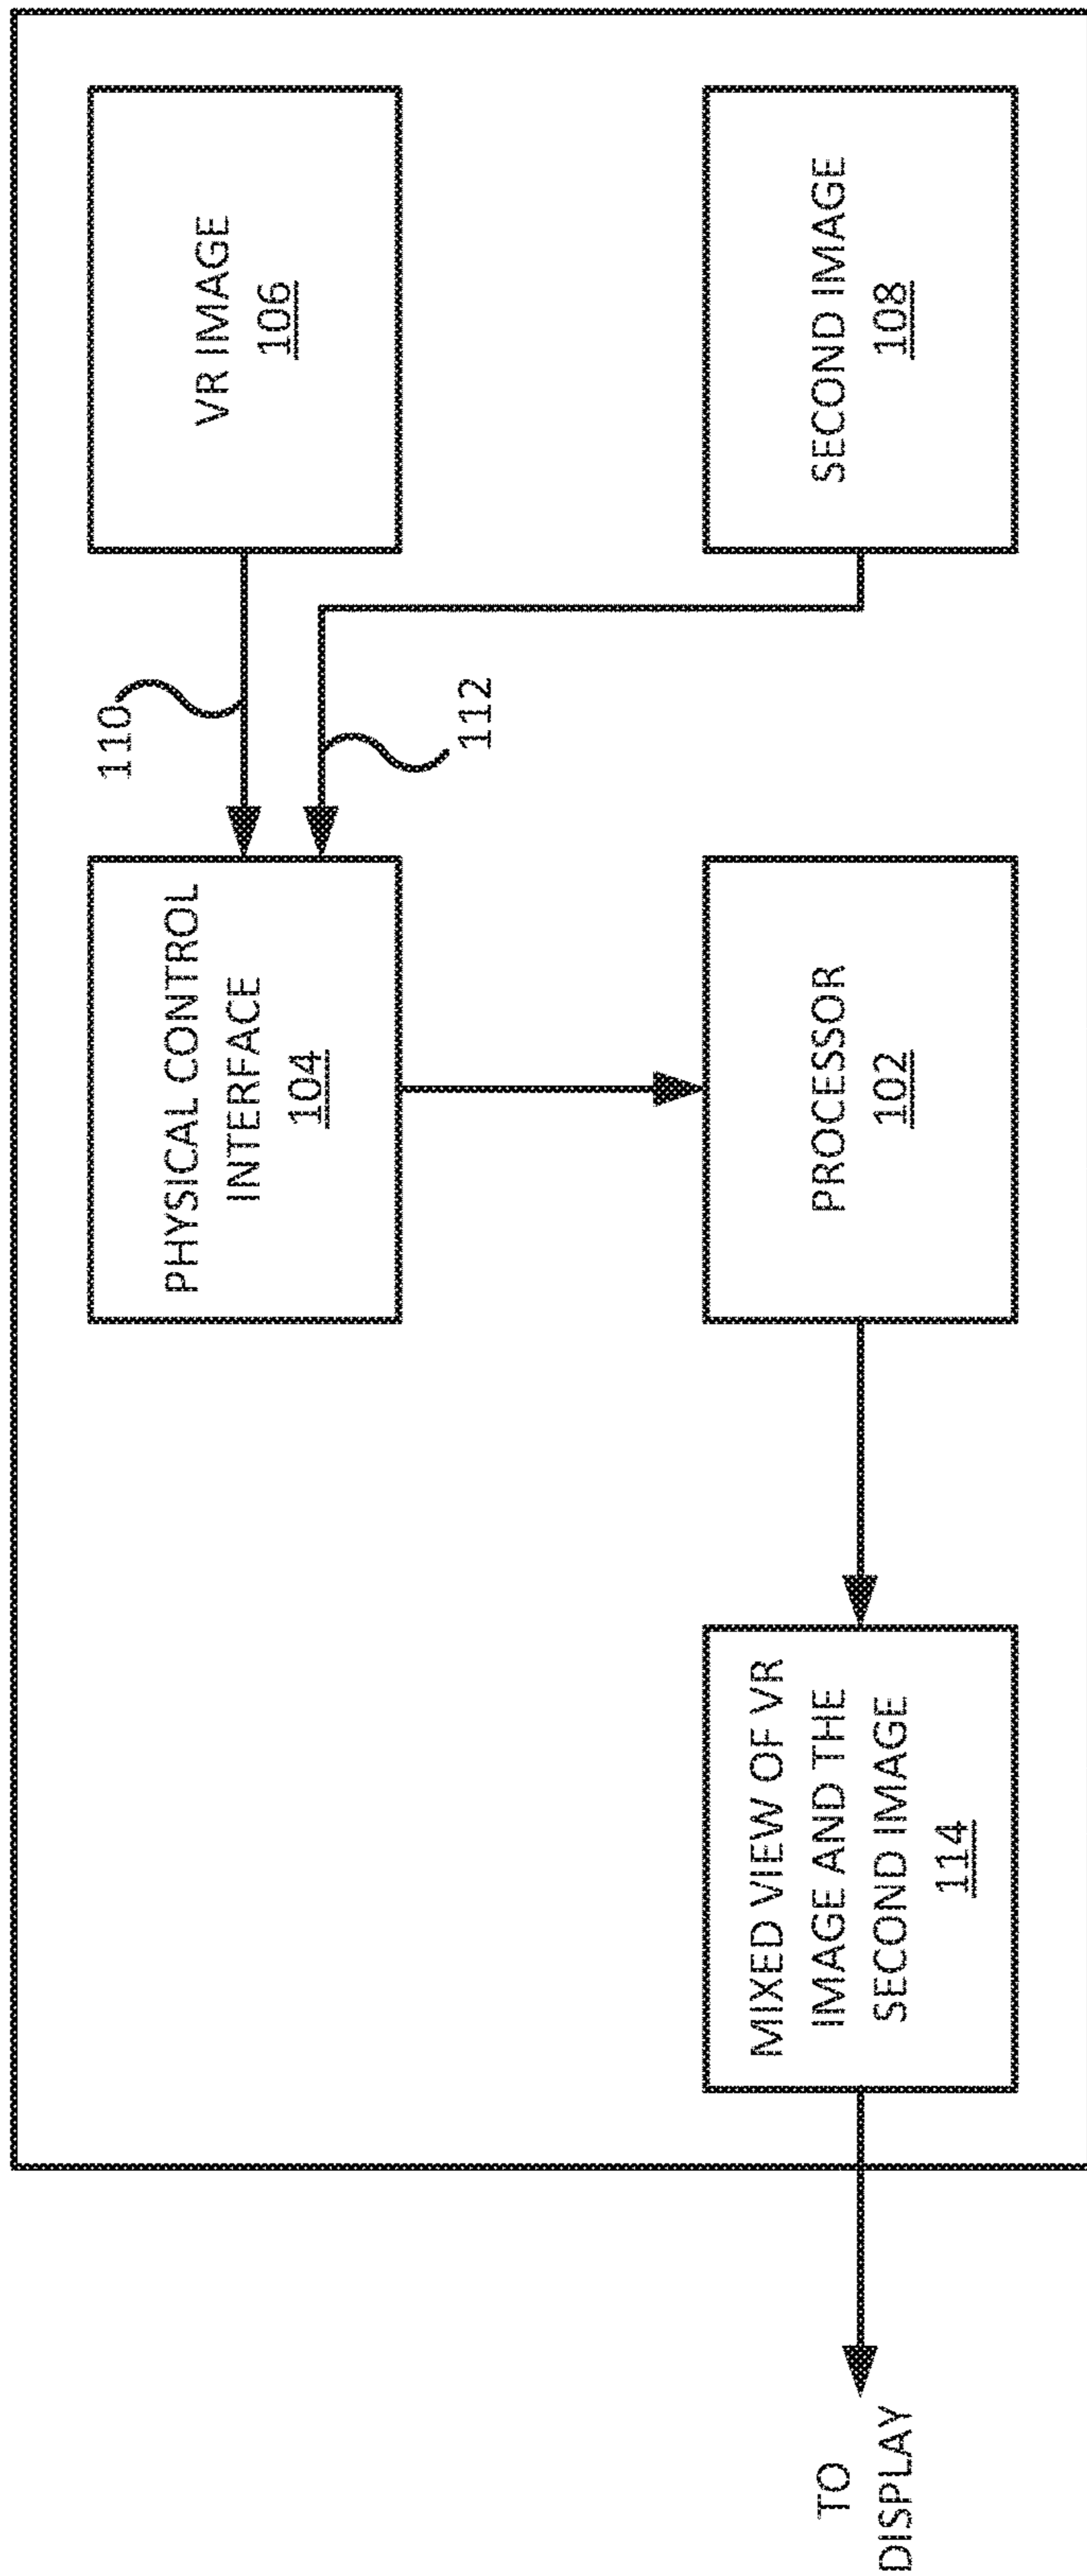 PHYSICAL CONTROL
INTERFACE
104
110
VR IMAGE
106
112
TO
DISPLAY
MIXED VIEW OF VR
IMAGE AND THE
SECOND IMAGE
114
PROCESSOR
102
SECOND IMAGE
108